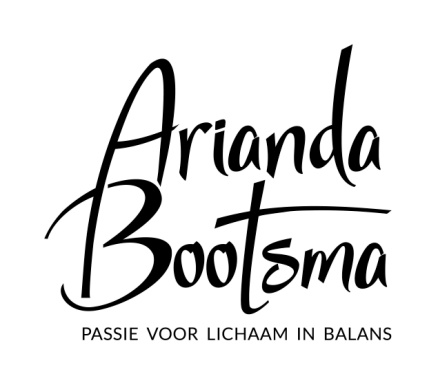 Arianda
Bootsma
PASSIE VOOR LICHAAM IN BALANS